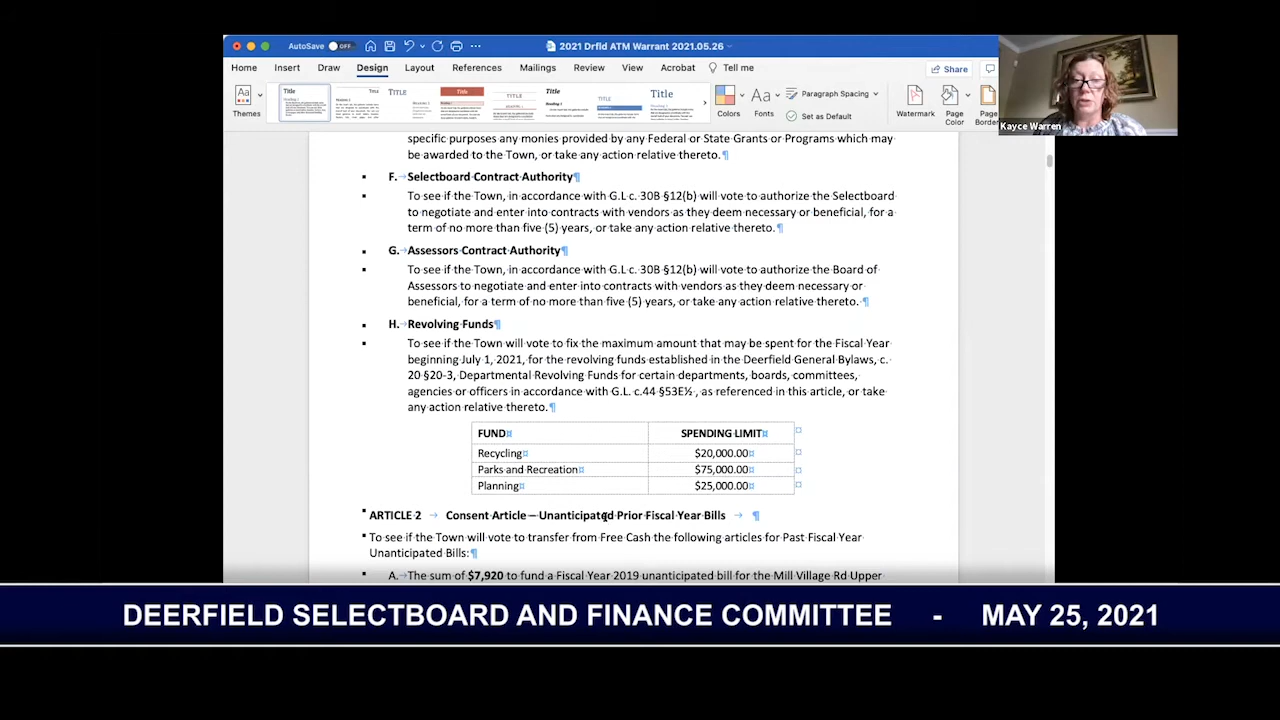 AutoSave OFF
2021 Drfld ATM Warrant 2021.05.26
Home Insert Draw Design Layout References Mailings Review View Acrobat Tell me
Share
Themes
Colors
Fonts
Paragraph Spacing
Set as Default
Watermark
Page Color
Page Borders
Kayce Warren
specific purposes any monies provided by any Federal or State Grants or Programs which may
be awarded to the Town, or take any action relative thereto.¶
F. Selectboard Contract Authority¶
To see if the Town, in accordance with G.L c. 30B §12(b) will vote to authorize the Selectboard
to negotiate and enter into contracts with vendors as they deem necessary or beneficial, for a
term of no more than five (5) years, or take any action relative thereto.¶
G. Assessors Contract Authority¶
To see if the Town, in accordance with G.L c. 30B §12(b) will vote to authorize the Board of
Assessors to negotiate and enter into contracts with vendors as they deem necessary or
beneficial, for a term of no more than five (5) years, or take any action relative thereto.¶
H. Revolving Funds¶
To see if the Town will vote to fix the maximum amount that may be spent for the Fiscal Year
beginning July 1, 2021, for the revolving funds established in the Deerfield General Bylaws, c.
20 §20-3, Departmental Revolving Funds for certain departments, boards, committees,
agencies or officers in accordance with G.L. c.44 §53E½, as referenced in this article, or take
any action relative thereto.¶
FUND SPENDING LIMIT
Recycling $20,000.00
Parks and Recreation $75,000.00
Planning $25,000.00
ARTICLE 2 → Consent Article – Unanticipated Prior Fiscal Year Bills → ¶
To see if the Town will vote to transfer from Free Cash the following articles for Past Fiscal Year
Unanticipated Bills:¶
A. The sum of $7,920 to fund a Fiscal Year 2019 unanticipated bill for the Mill Village Rd Upper
DEERFIELD SELECTBOARD AND FINANCE COMMITTEE - MAY 25, 2021